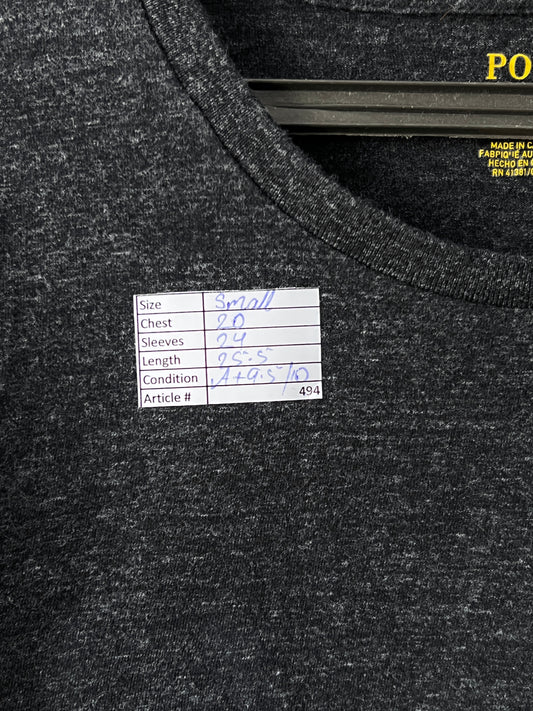 PO
MADE IN C
FABRIQUE AU
HECHO EN
RN 41381/
Size Small
Chest 20
Sleeves 24
Length 25.5
Condition A+9.5/10
Article # 494